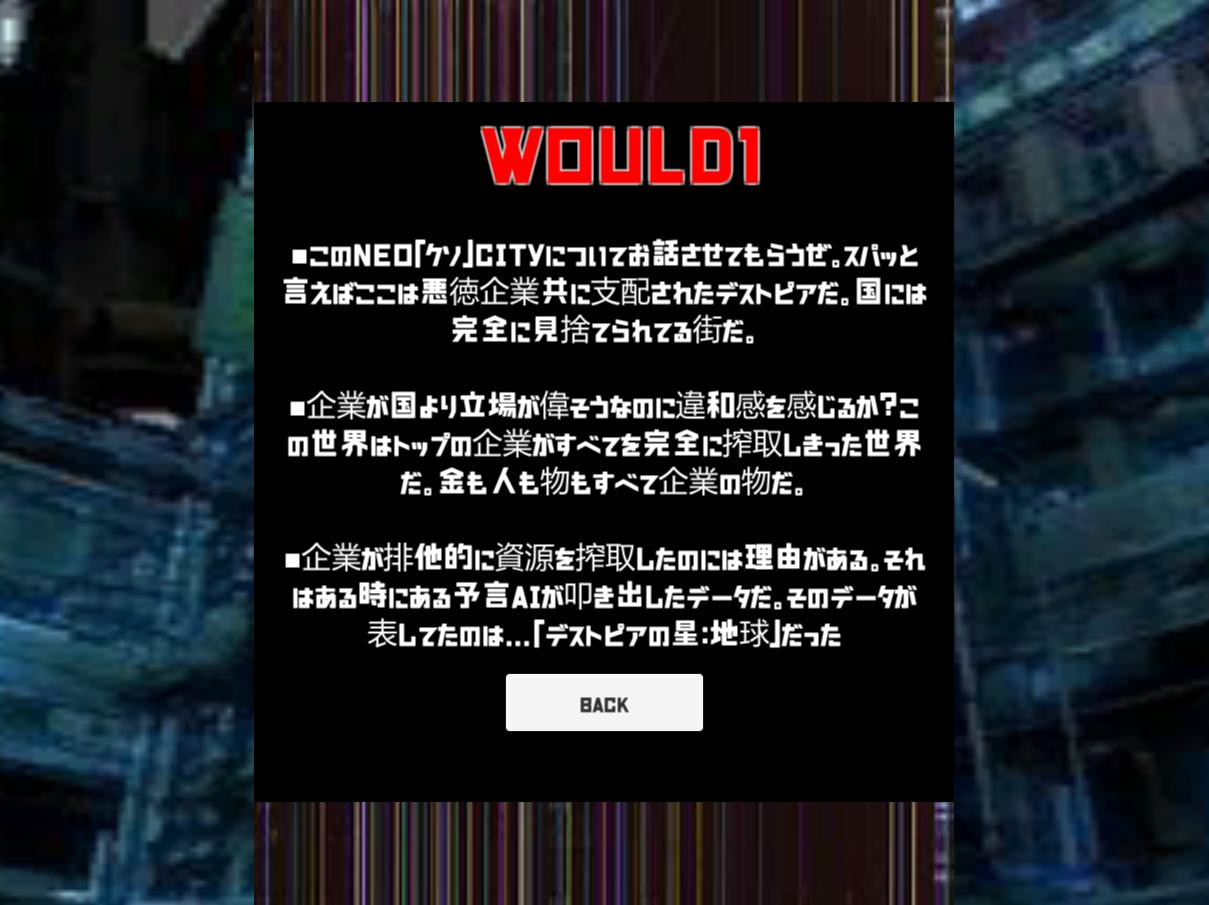 WOULD1
■このNEO「クソ」CITYについてお話させてもらうぜ。スパッと
言えばここは悪徳企業共に支配されたデストピアだ。国には
完全に見捨てられてる街だ。
■企業が国より立場が偉そうなのに違和感を感じるか?こ
の世界はトップの企業がすべてを完全に搾取しきった世界
だ。金も人も物もすべて企業の物だ。
■企業が排他的に資源を搾取したのには理由がある。それ
はある時にある予言AIが叩き出したデータだ。そのデータが
表してたのは...「デストピアの星:地球」だった
BACK